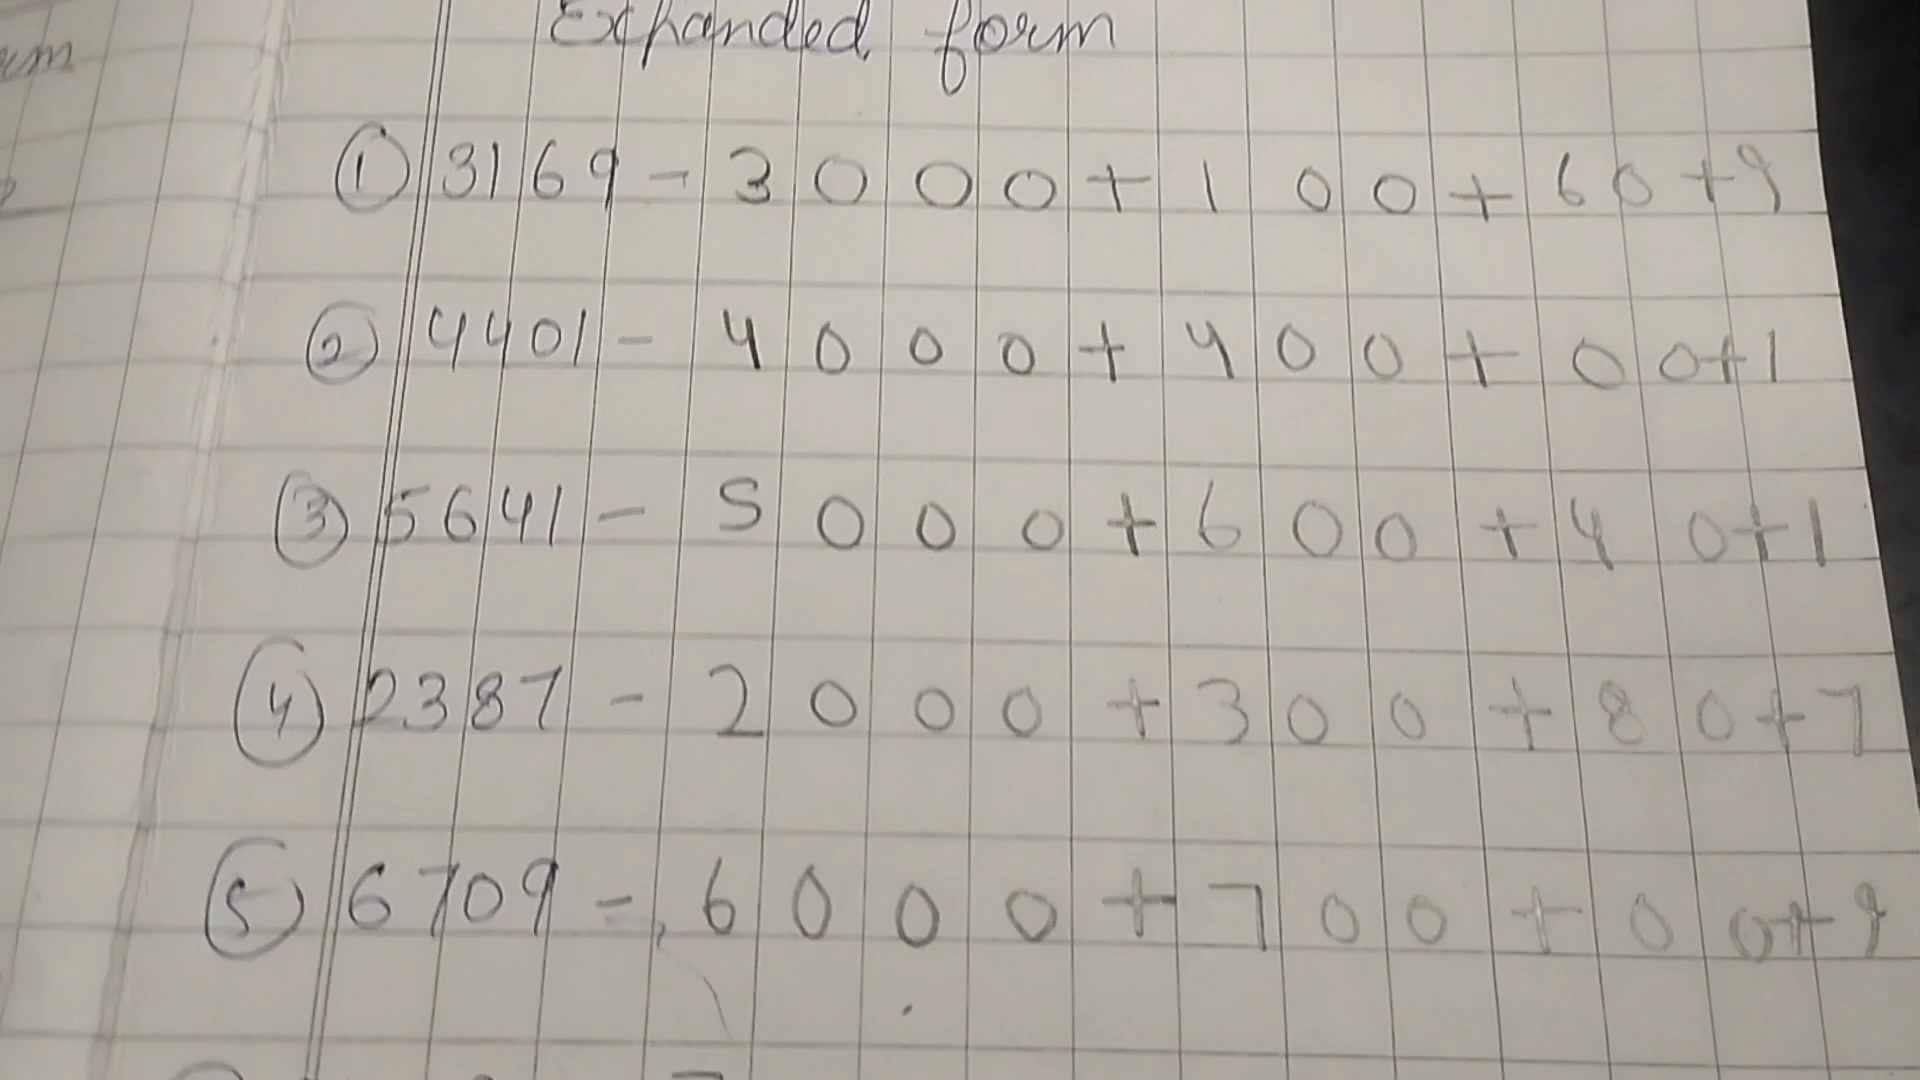 Expanded form
① 3169 - 3000 + 100 + 60 + 9
② 4401 - 4000 + 400 + 00 + 1
③ 5641 - 5000 + 600 + 40 + 1
④ 2387 - 2000 + 300 + 80 + 7
⑤ 6709 - 6000 + 700 + 00 + 9